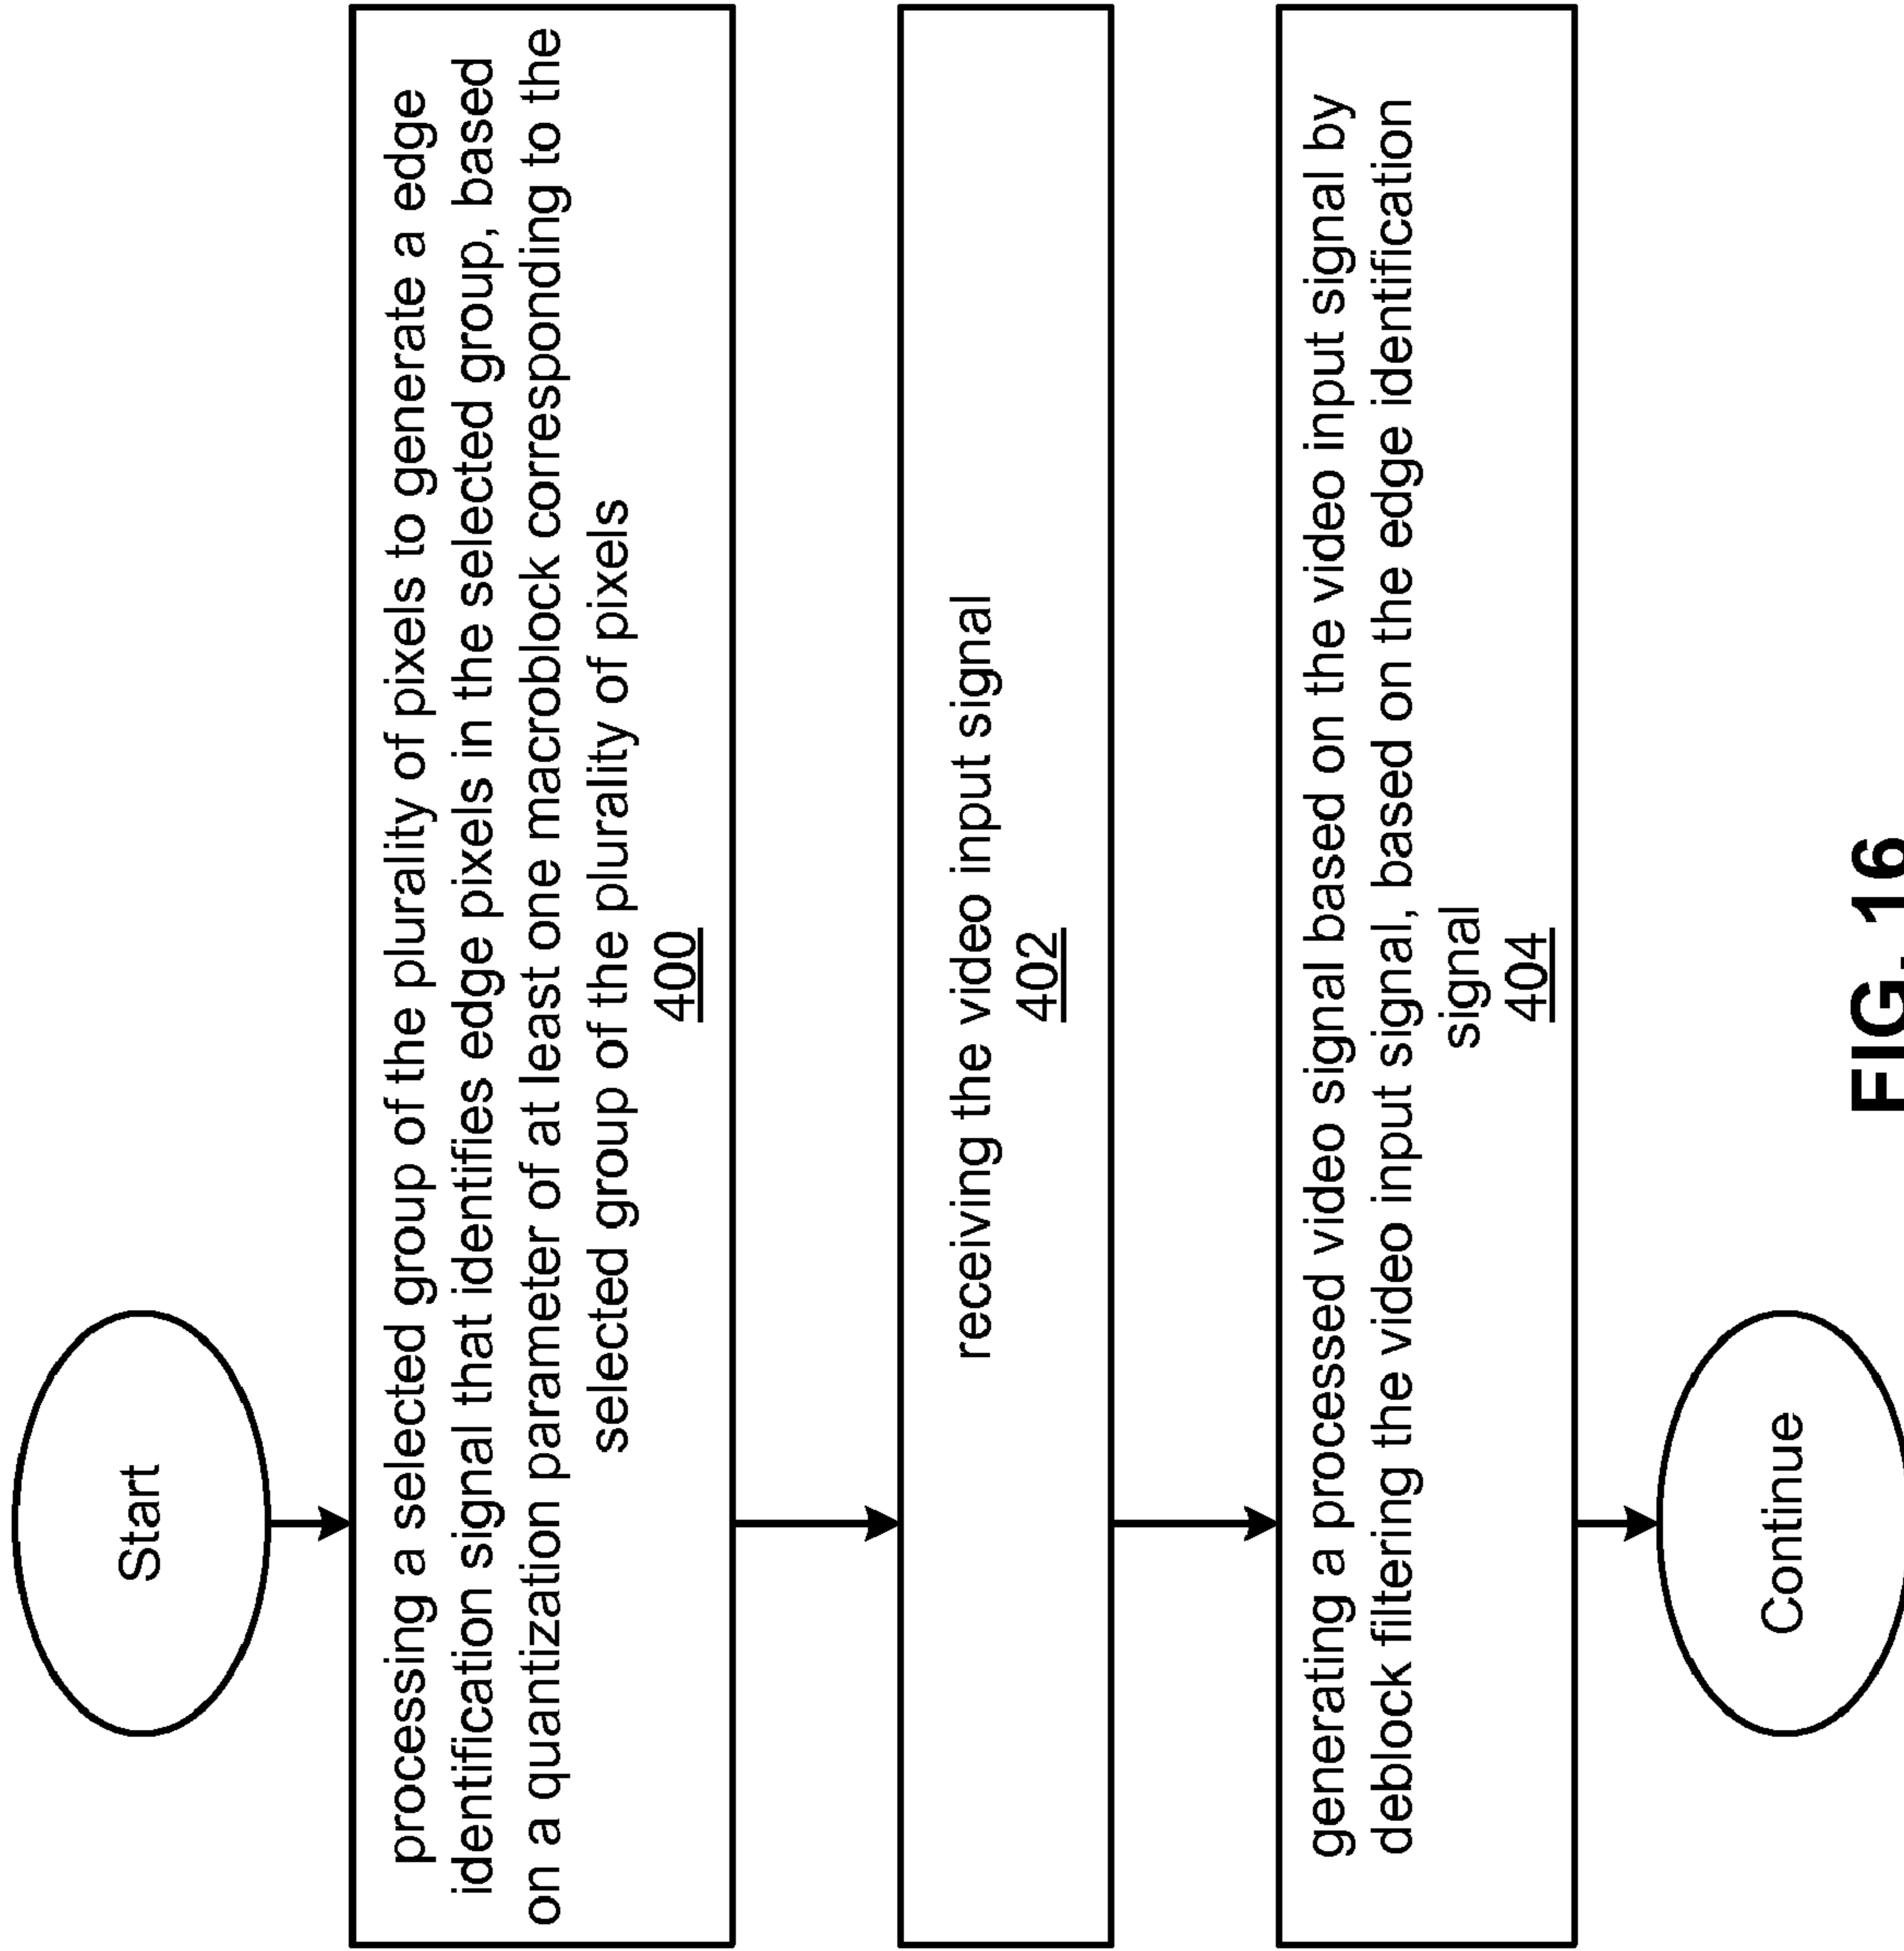 Start
processing a selected group of the plurality of pixels to generate a edge
identification signal that identifies edge pixels in the selected group, based
on a quantization parameter of at least one macroblock corresponding to the
selected group of the plurality of pixels
400
receiving the video input signal
402
generating a processed video signal based on the video input signal by
deblock filtering the video input signal, based on the edge identification
signal
404
Continue
FIG. 16